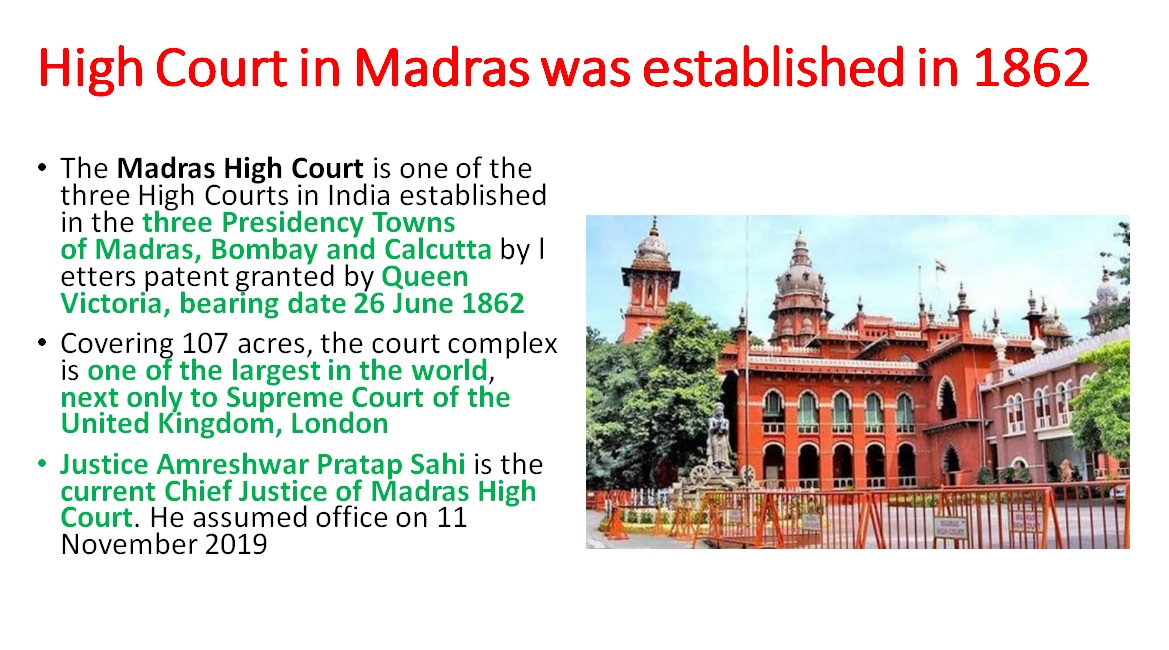 High Court in Madras was established in 1862
• The Madras High Court is one of the
three High Courts in India established
in the three Presidency Towns
of Madras, Bombay and Calcutta by l
etters patent granted by Queen
Victoria, bearing date 26 June 1862
• Covering 107 acres, the court complex
is one of the largest in the world,
next only to Supreme Court of the
United Kingdom, London
• Justice Amreshwar Pratap Sahi is the
current Chief Justice of Madras High
Court. He assumed office on 11
November 2019
MADRAS
HIGH COURT